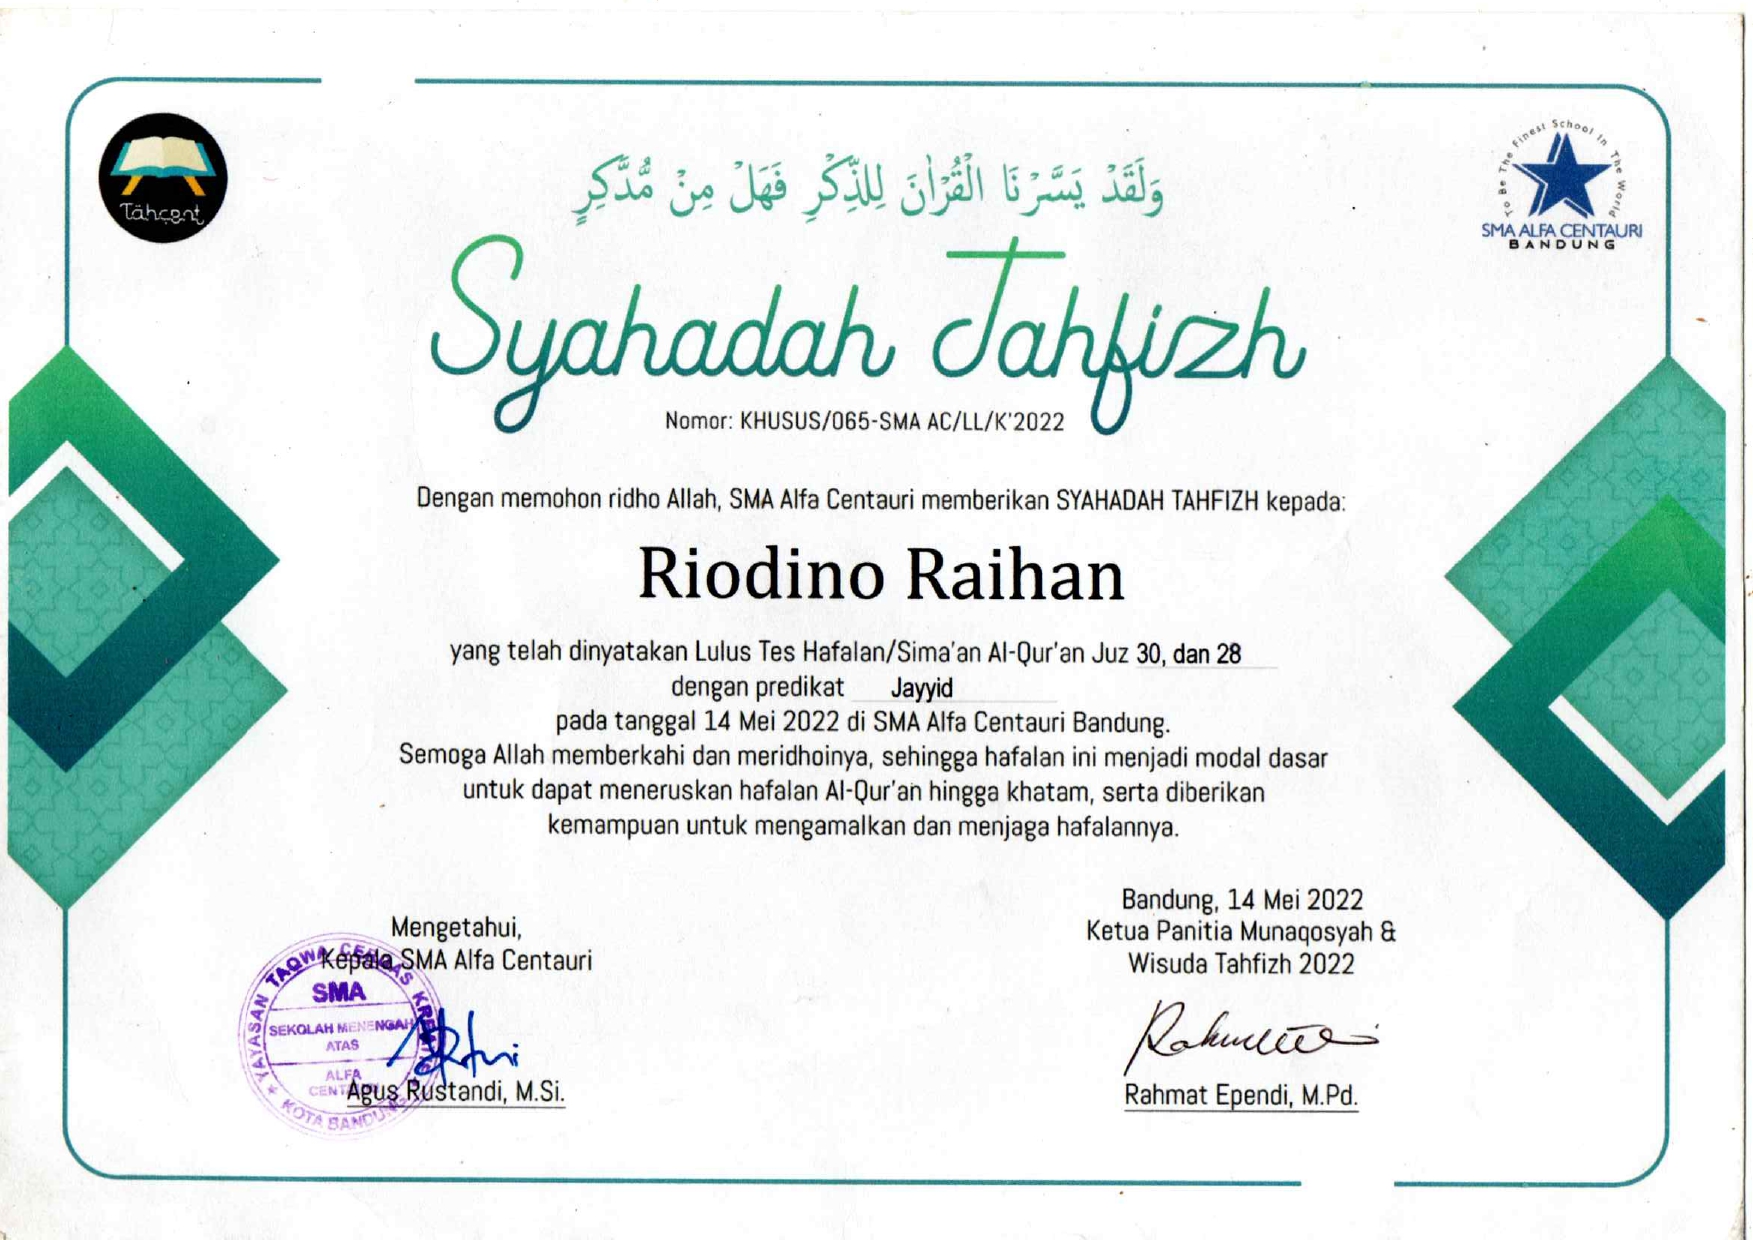 Tahcent
To Be The Finest School In The World
SMA ALFA CENTAURI
BANDUNG
وَلَقَدْ يَسَّرْنَا الْقُرْاٰنَ لِلذِّكْرِ فَهَلْ مِنْ مُّدَّكِرٍ
Syahadah Tahfizh
Nomor: KHUSUS/065-SMA AC/LL/K'2022
Dengan memohon ridho Allah, SMA Alfa Centauri memberikan SYAHADAH TAHFIZH kepada:
Riodino Raihan
yang telah dinyatakan Lulus Tes Hafalan/Sima'an Al-Qur'an Juz 30, dan 28
dengan predikat Jayyid
pada tanggal 14 Mei 2022 di SMA Alfa Centauri Bandung.
Semoga Allah memberkahi dan meridhoinya, sehingga hafalan ini menjadi modal dasar
untuk dapat meneruskan hafalan Al-Qur'an hingga khatam, serta diberikan
kemampuan untuk mengamalkan dan menjaga hafalannya.
Mengetahui,
Kepala SMA Alfa Centauri
YAYASAN TAQWA CERDAS KREATIF
SMA
SEKOLAH MENENGAH
ATAS
ALFA
CENTAURI
KOTA BANDUNG
Agus Rustandi, M.Si.
Bandung, 14 Mei 2022
Ketua Panitia Munaqosyah &
Wisuda Tahfizh 2022
Rahmat Ependi, M.Pd.